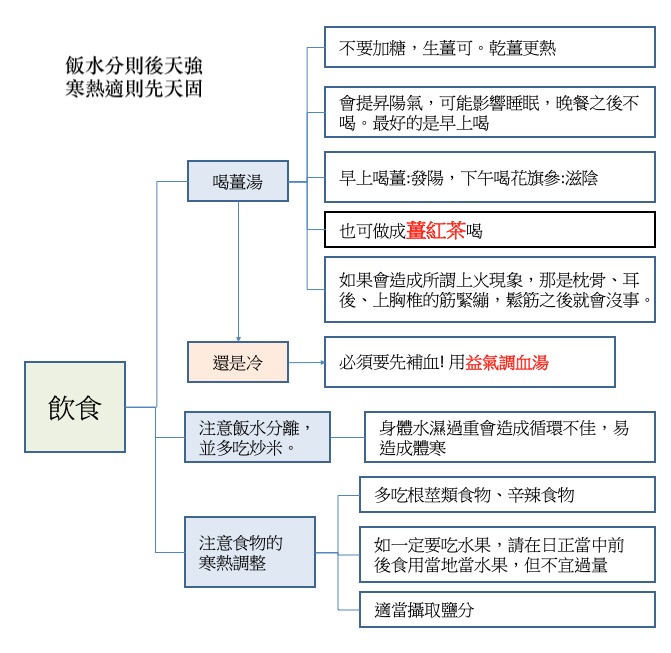 飯水分則後天強
寒熱適則先天固
不要加糖，生薑可。乾薑更熱
會提昇陽氣，可能影響睡眠，晚餐之後不
喝。最好的是早上喝
喝薑湯
早上喝薑:發陽，下午喝花旗參:滋陰
也可做成薑紅茶喝
如果會造成所謂上火現象，那是枕骨、耳
後、上胸椎的筋緊繃，鬆筋之後就會沒事。
還是冷
必須要先補血! 用益氣調血湯
飲食
注意飯水分離，
並多吃炒米。
身體水濕過重會造成循環不佳，易
造成體寒
多吃根莖類食物、辛辣食物
注意食物的
寒熱調整
如一定要吃水果，請在日正當中前
後食用當地當水果，但不宜過量
適當攝取鹽分